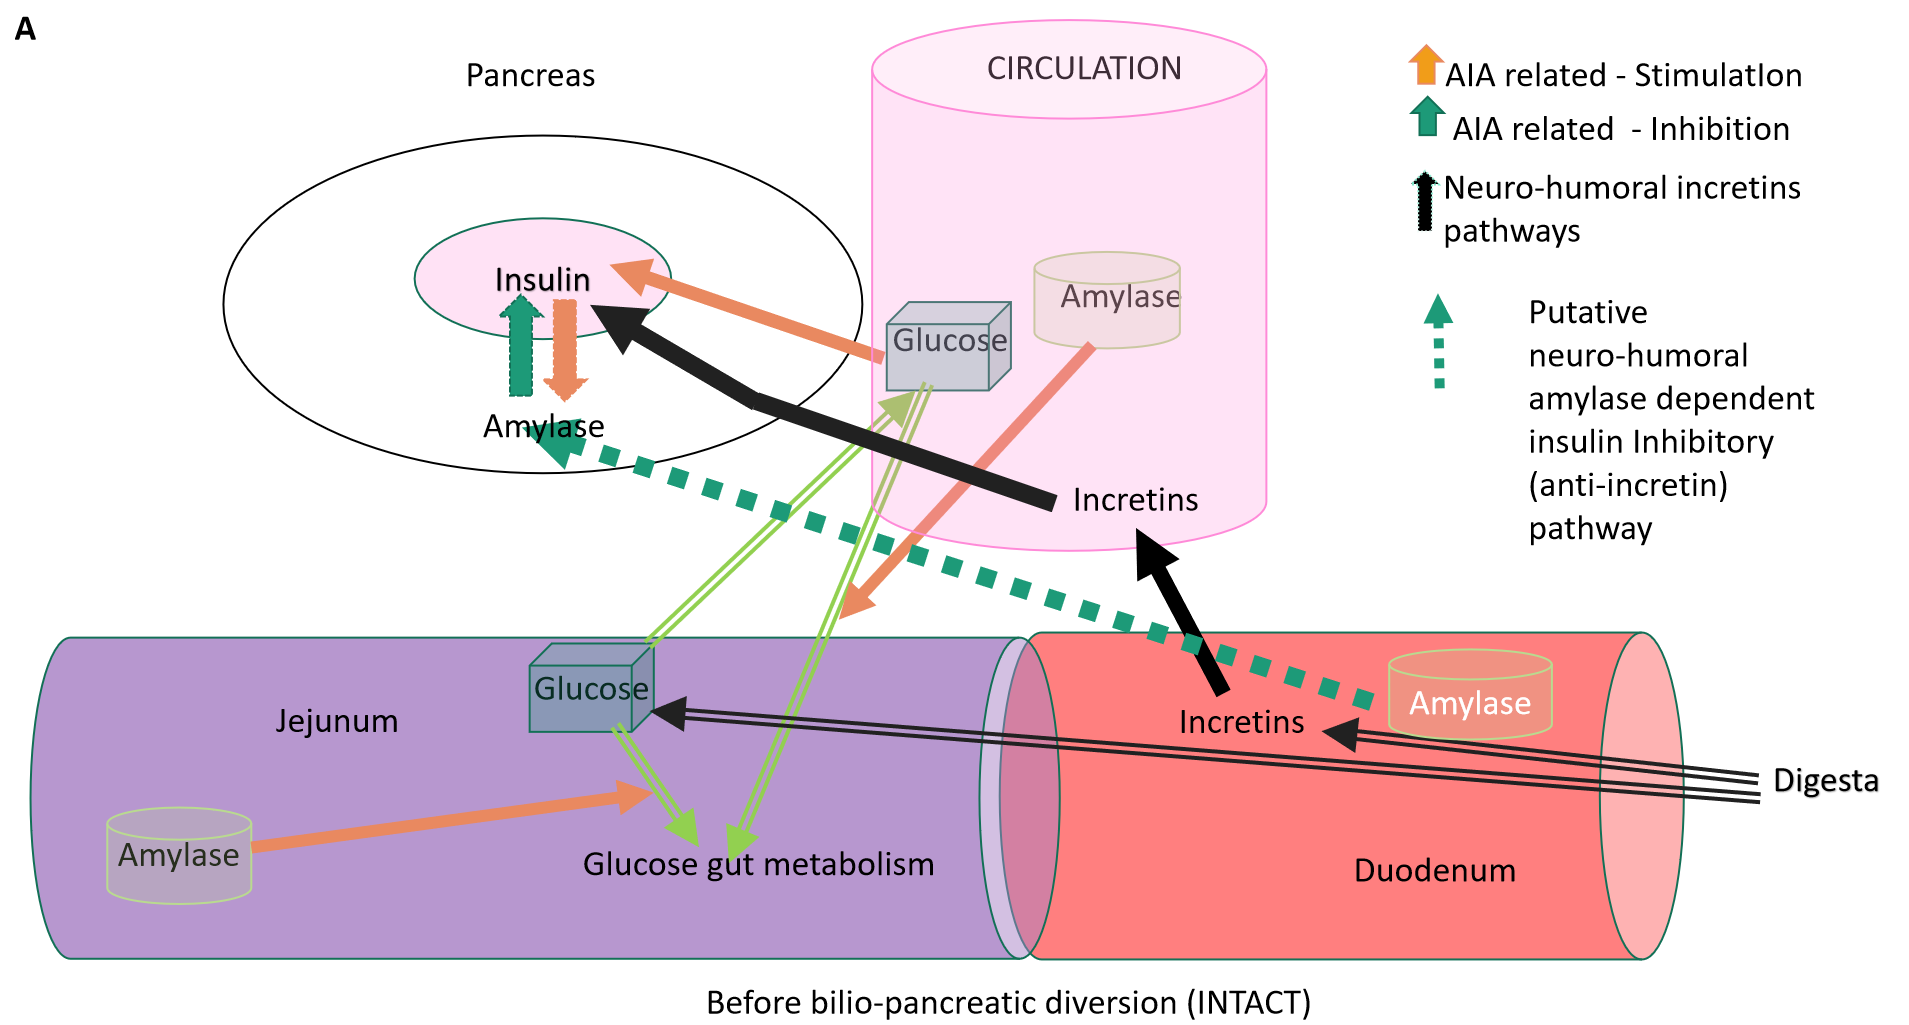 A
Pancreas
CIRCULATION
AIA related - StimulatIon
AIA related - Inhibition
Neuro-humoral incretins
pathways
Insulin
Amylase
Glucose
Amylase
Putative
neuro-humoral
amylase dependent
insulin Inhibitory
(anti-incretin)
pathway
Incretins
Glucose
Jejunum
Amylase
Glucose gut metabolism
Incretins
Amylase
Digesta
Duodenum
Before bilio-pancreatic diversion (INTACT)